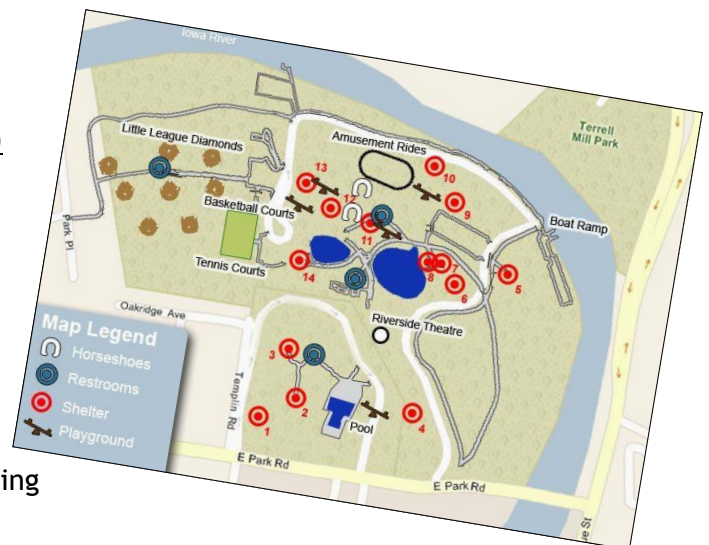 Iowa River
Terrell
Mill Park
Little League Diamonds
Amusement Rides
13
10
12
9
Basketball Courts
11
Boat Ramp
Park Pl
Tennis Courts
14
8
7
6
5
Oakridge Ave
Riverside Theatre
Map Legend
Horseshoes
Restrooms
Shelter
Playground
3
2
1
4
Templin Rd
Pool
E Park Rd
E Park Rd
ing